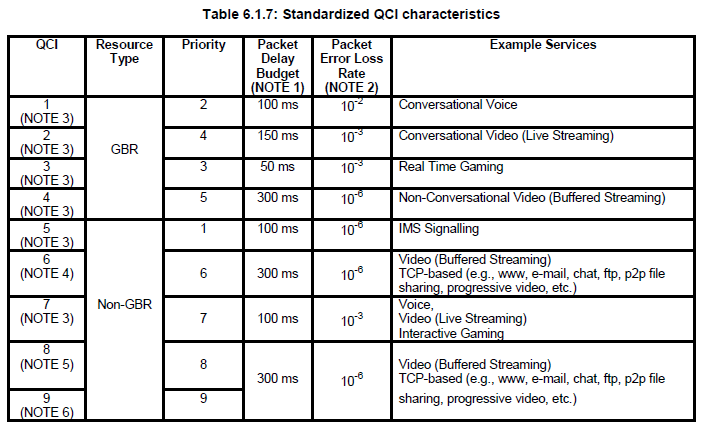 Table 6.1.7: Standardized QCI characteristics
QCI Resource Type Priority Packet Delay Budget (NOTE 1) Packet Error Loss Rate (NOTE 2) Example Services
1 (NOTE 3) GBR 2 100 ms 10-2 Conversational Voice
2 (NOTE 3) 4 150 ms 10-3 Conversational Video (Live Streaming)
3 (NOTE 3) 3 50 ms 10-3 Real Time Gaming
4 (NOTE 3) 5 300 ms 10-6 Non-Conversational Video (Buffered Streaming)
5 (NOTE 3) Non-GBR 1 100 ms 10-6 IMS Signalling
6 (NOTE 4) 6 300 ms 10-6 Video (Buffered Streaming)
TCP-based (e.g., www, e-mail, chat, ftp, p2p file
sharing, progressive video, etc.)
7 (NOTE 3) 7 100 ms 10-3 Voice,
Video (Live Streaming)
Interactive Gaming
8 (NOTE 5) 8 300 ms 10-6 Video (Buffered Streaming)
TCP-based (e.g., www, e-mail, chat, ftp, p2p file
9 (NOTE 6) 9 sharing, progressive video, etc.)